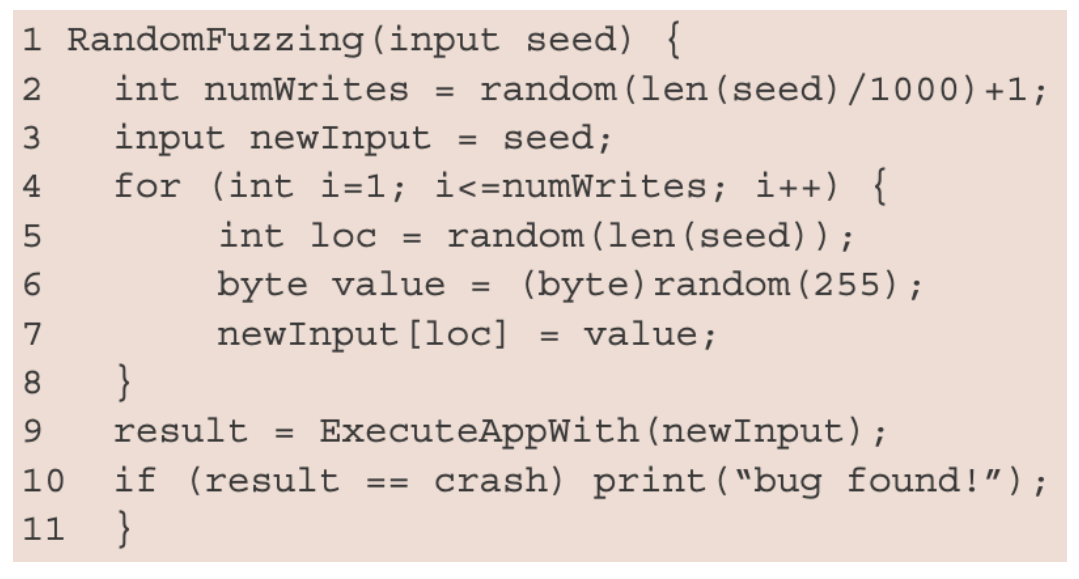 1 RandomFuzzing(input seed) {
2 int numWrites = random(len(seed)/1000)+1;
3 input newInput = seed;
4 for (int i=1; i<=numWrites; i++) {
5 int loc = random(len(seed));
6 byte value = (byte)random(255);
7 newInput[loc] = value;
8 }
9 result = ExecuteAppWith(newInput);
10 if (result == crash) print(“bug found!”);
11 }